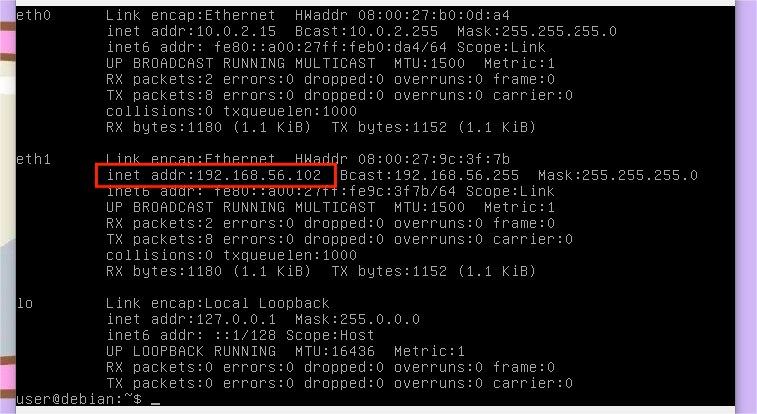 eth0 Link encap:Ethernet HWaddr 08:00:27:b0:0d:a4
inet addr:10.0.2.15 Bcast:10.0.2.255 Mask:255.255.255.0
inet6 addr: fe80::a00:27ff:feb0:da4/64 Scope:Link
UP BROADCAST RUNNING MULTICAST MTU:1500 Metric:1
RX packets:2 errors:0 dropped:0 overruns:0 frame:0
TX packets:8 errors:0 dropped:0 overruns:0 carrier:0
collisions:0 txqueuelen:1000
RX bytes:1180 (1.1 KiB) TX bytes:1152 (1.1 KiB)
eth1 Link encap:Ethernet HWaddr 08:00:27:9c:3f:7b
inet addr:192.168.56.102 Bcast:192.168.56.255 Mask:255.255.255.0
inet6 addr: fe80::a00:27ff:fe9c:3f7b/64 Scope:Link
UP BROADCAST RUNNING MULTICAST MTU:1500 Metric:1
RX packets:2 errors:0 dropped:0 overruns:0 frame:0
TX packets:8 errors:0 dropped:0 overruns:0 carrier:0
collisions:0 txqueuelen:1000
RX bytes:1180 (1.1 KiB) TX bytes:1152 (1.1 KiB)
lo Link encap:Local Loopback
inet addr:127.0.0.1 Mask:255.0.0.0
inet6 addr: ::1/128 Scope:Host
UP LOOPBACK RUNNING MTU:16436 Metric:1
RX packets:0 errors:0 dropped:0 overruns:0 frame:0
TX packets:0 errors:0 dropped:0 overruns:0 carrier:0
user@debian:~$ _